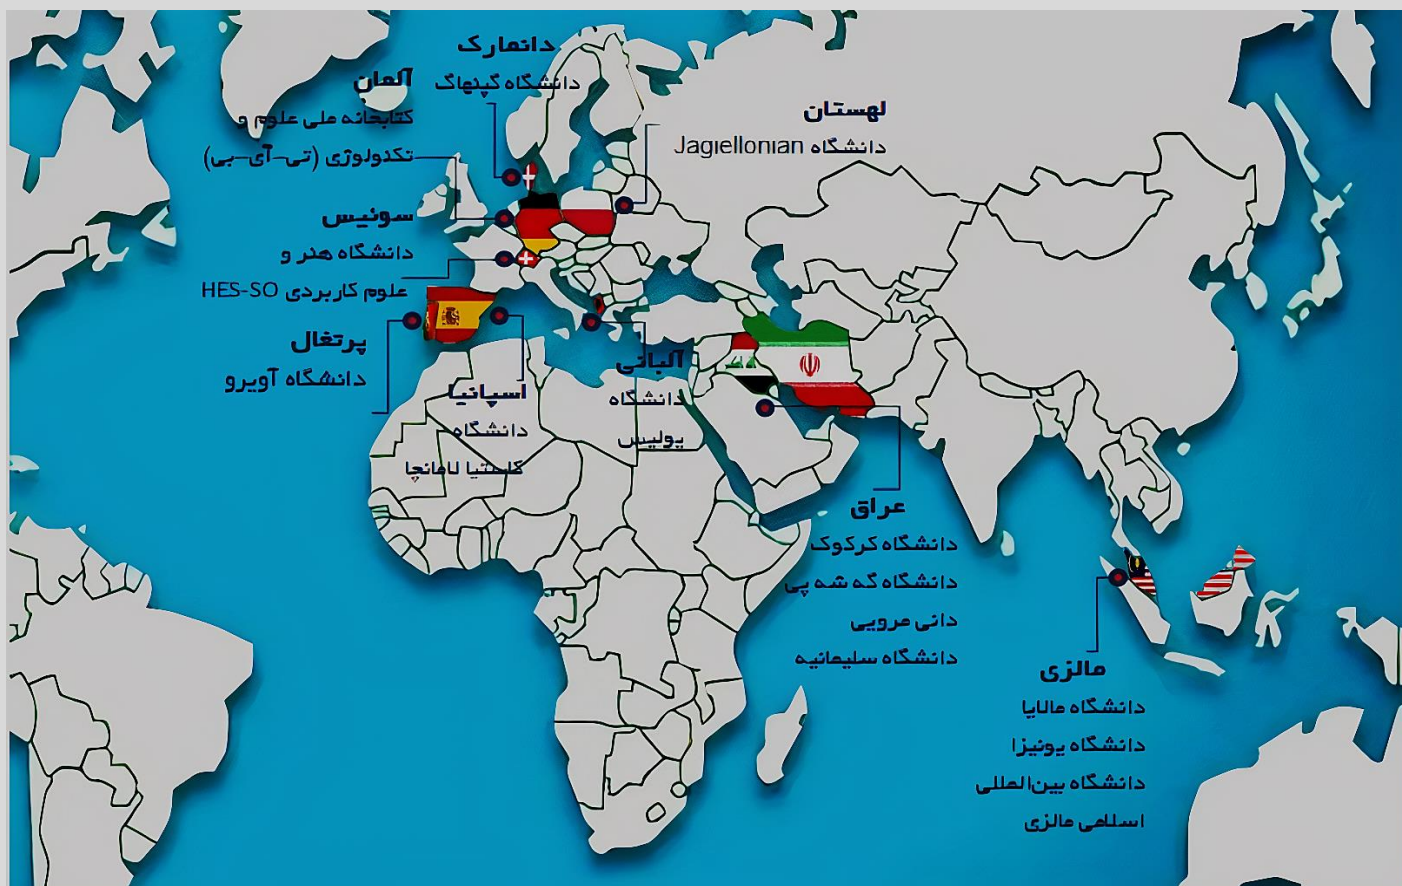 دانمارک
دانشگاه گپنهاگ
آلمان
کتابخانه ملی علوم و
تکنولوژی (تی-آی-بی)
لهستان
دانشگاه Jagiellonian
سوئیس
دانشگاه هنر و
علوم کاربردی HES-SO
پرتغال
دانشگاه آویرو
اسپانیا
دانشگاه
کاستیا لامانچا
آلبانی
دانشگاه
پولیس
عراق
دانشگاه کرکوک
دانشگاه گه شه پی
دانی مرویی
دانشگاه سلیمانیه
مالزی
دانشگاه مالایا
دانشگاه یونیزا
دانشگاه بین‌المللی
اسلامی مالزی